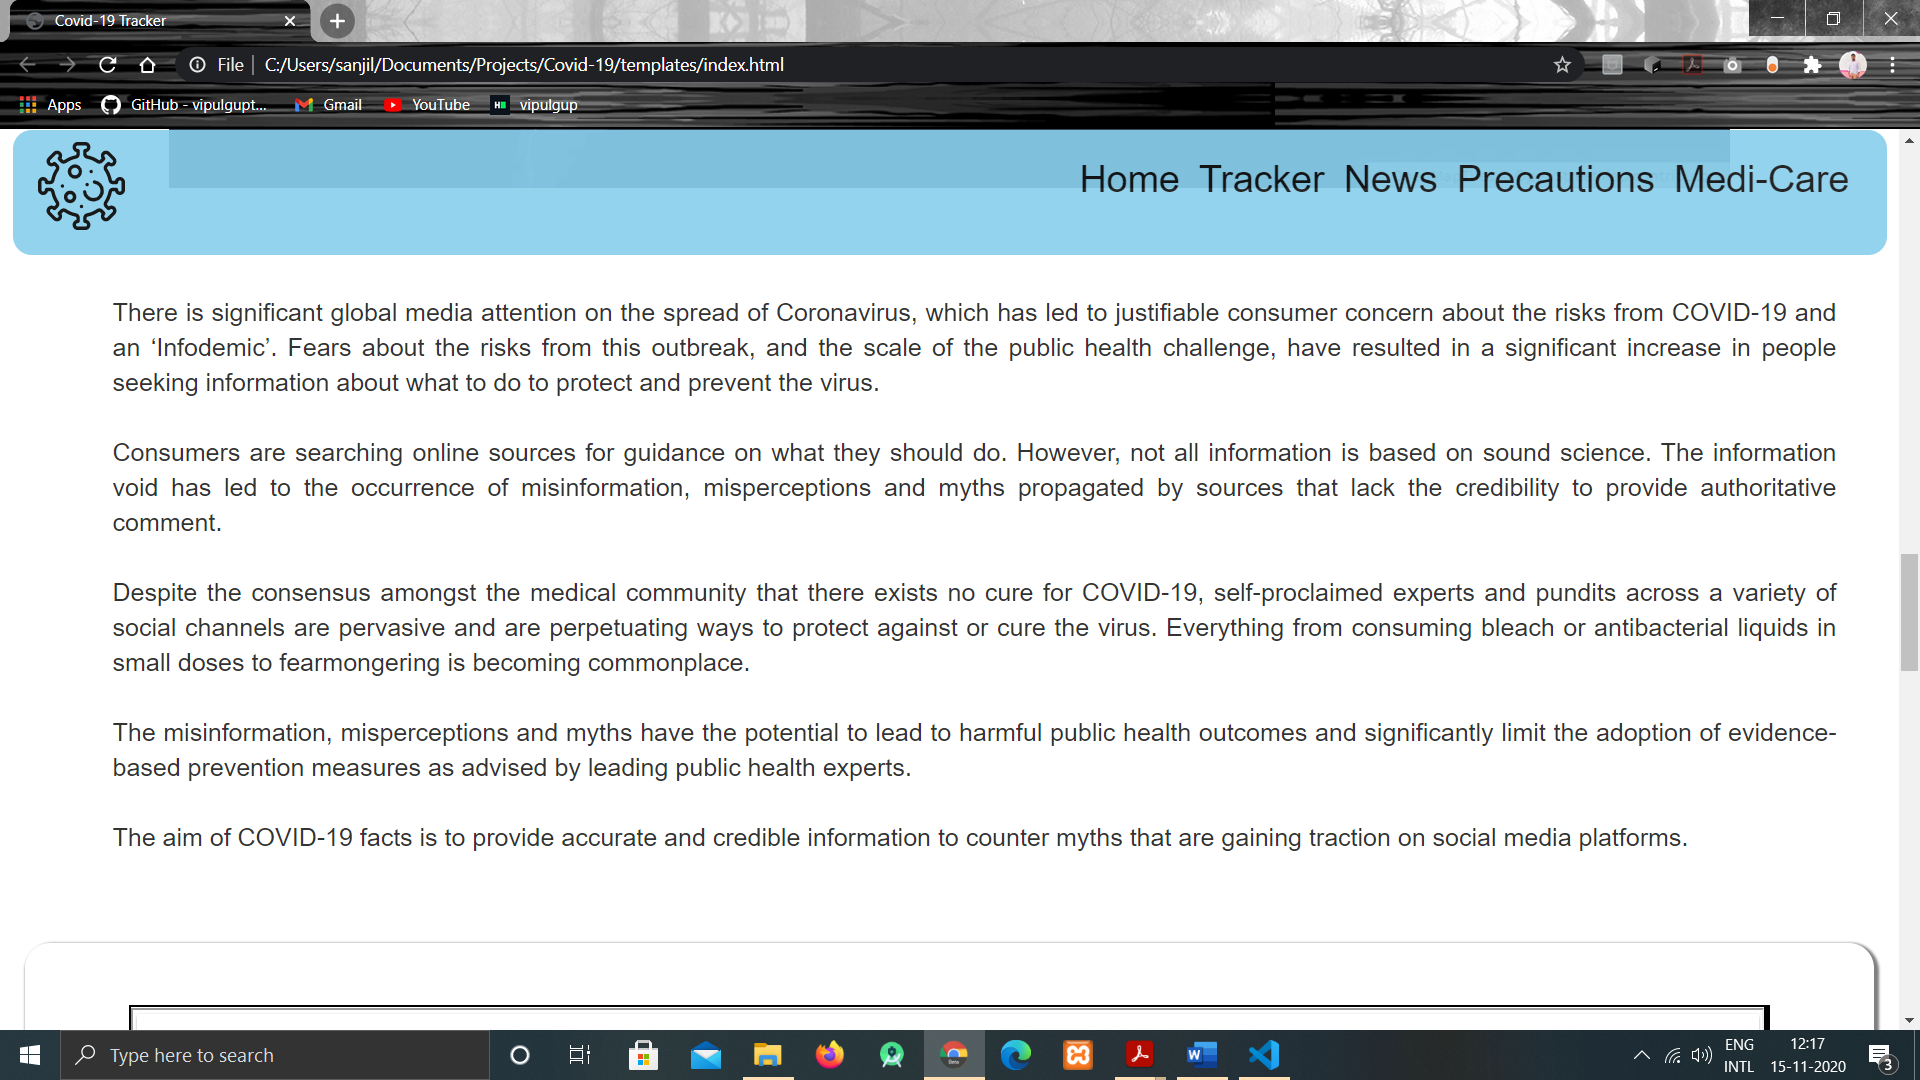 Covid-19 Tracker
File
C:/Users/sanjil/Documents/Projects/Covid-19/templates/index.html
Apps
GitHub - vipulgupt...
Gmail
YouTube
vipulgup
Home Tracker News Precautions Medi-Care
There is significant global media attention on the spread of Coronavirus, which has led to justifiable consumer concern about the risks from COVID-19 and
an ‘Infodemic’. Fears about the risks from this outbreak, and the scale of the public health challenge, have resulted in a significant increase in people
seeking information about what to do to protect and prevent the virus.
Consumers are searching online sources for guidance on what they should do. However, not all information is based on sound science. The information
void has led to the occurrence of misinformation, misperceptions and myths propagated by sources that lack the credibility to provide authoritative
comment.
Despite the consensus amongst the medical community that there exists no cure for COVID-19, self-proclaimed experts and pundits across a variety of
social channels are pervasive and are perpetuating ways to protect against or cure the virus. Everything from consuming bleach or antibacterial liquids in
small doses to fearmongering is becoming commonplace.
The misinformation, misperceptions and myths have the potential to lead to harmful public health outcomes and significantly limit the adoption of evidence-
based prevention measures as advised by leading public health experts.
The aim of COVID-19 facts is to provide accurate and credible information to counter myths that are gaining traction on social media platforms.
Type here to search
ENG
INTL
12:17
15-11-2020
3